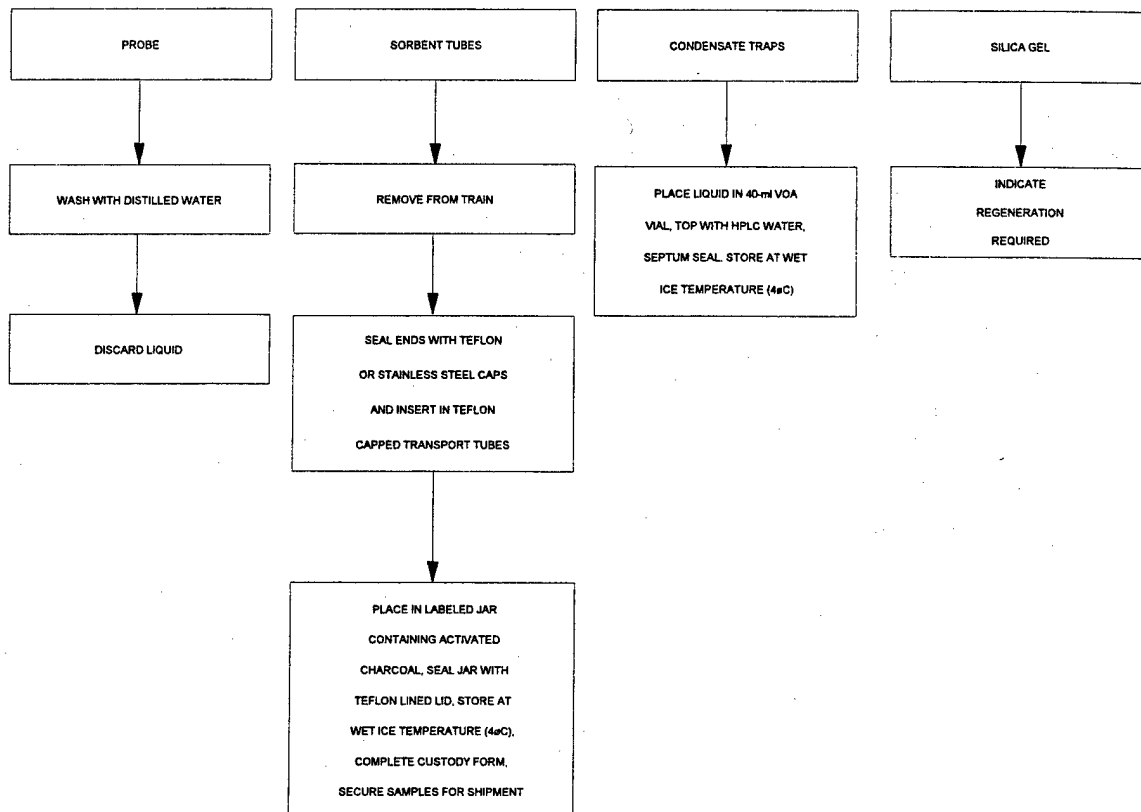 PROBE
WASH WITH DISTILLED WATER
DISCARD LIQUID
SORBENT TUBES
REMOVE FROM TRAIN
SEAL ENDS WITH TEFLON
OR STAINLESS STEEL CAPS
AND INSERT IN TEFLON
CAPPED TRANSPORT TUBES
PLACE IN LABELED JAR
CONTAINING ACTIVATED
CHARCOAL, SEAL JAR WITH
TEFLON LINED LID, STORE AT
WET ICE TEMPERATURE (4øC),
COMPLETE CUSTODY FORM,
SECURE SAMPLES FOR SHIPMENT
CONDENSATE TRAPS
PLACE LIQUID IN 40-ml VOA
VIAL, TOP WITH HPLC WATER,
SEPTUM SEAL. STORE AT WET
ICE TEMPERATURE (4øC)
SILICA GEL
INDICATE
REGENERATION
REQUIRED